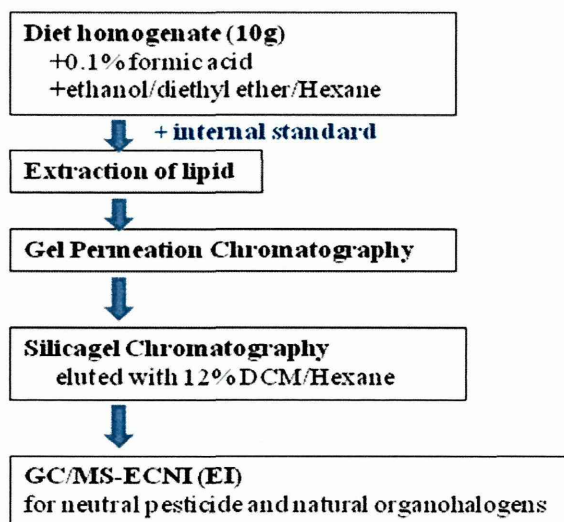 Diet homogenate (10g)
+0.1% formic acid
+ethanol/diethyl ether/Hexane
+ internal standard
Extraction of lipid
Gel Permeation Chromatography
Silicagel Chromatography
eluted with 12% DCM/Hexane
GC/MS-ECNI (EI)
for neutral pesticide and natural organohalogens